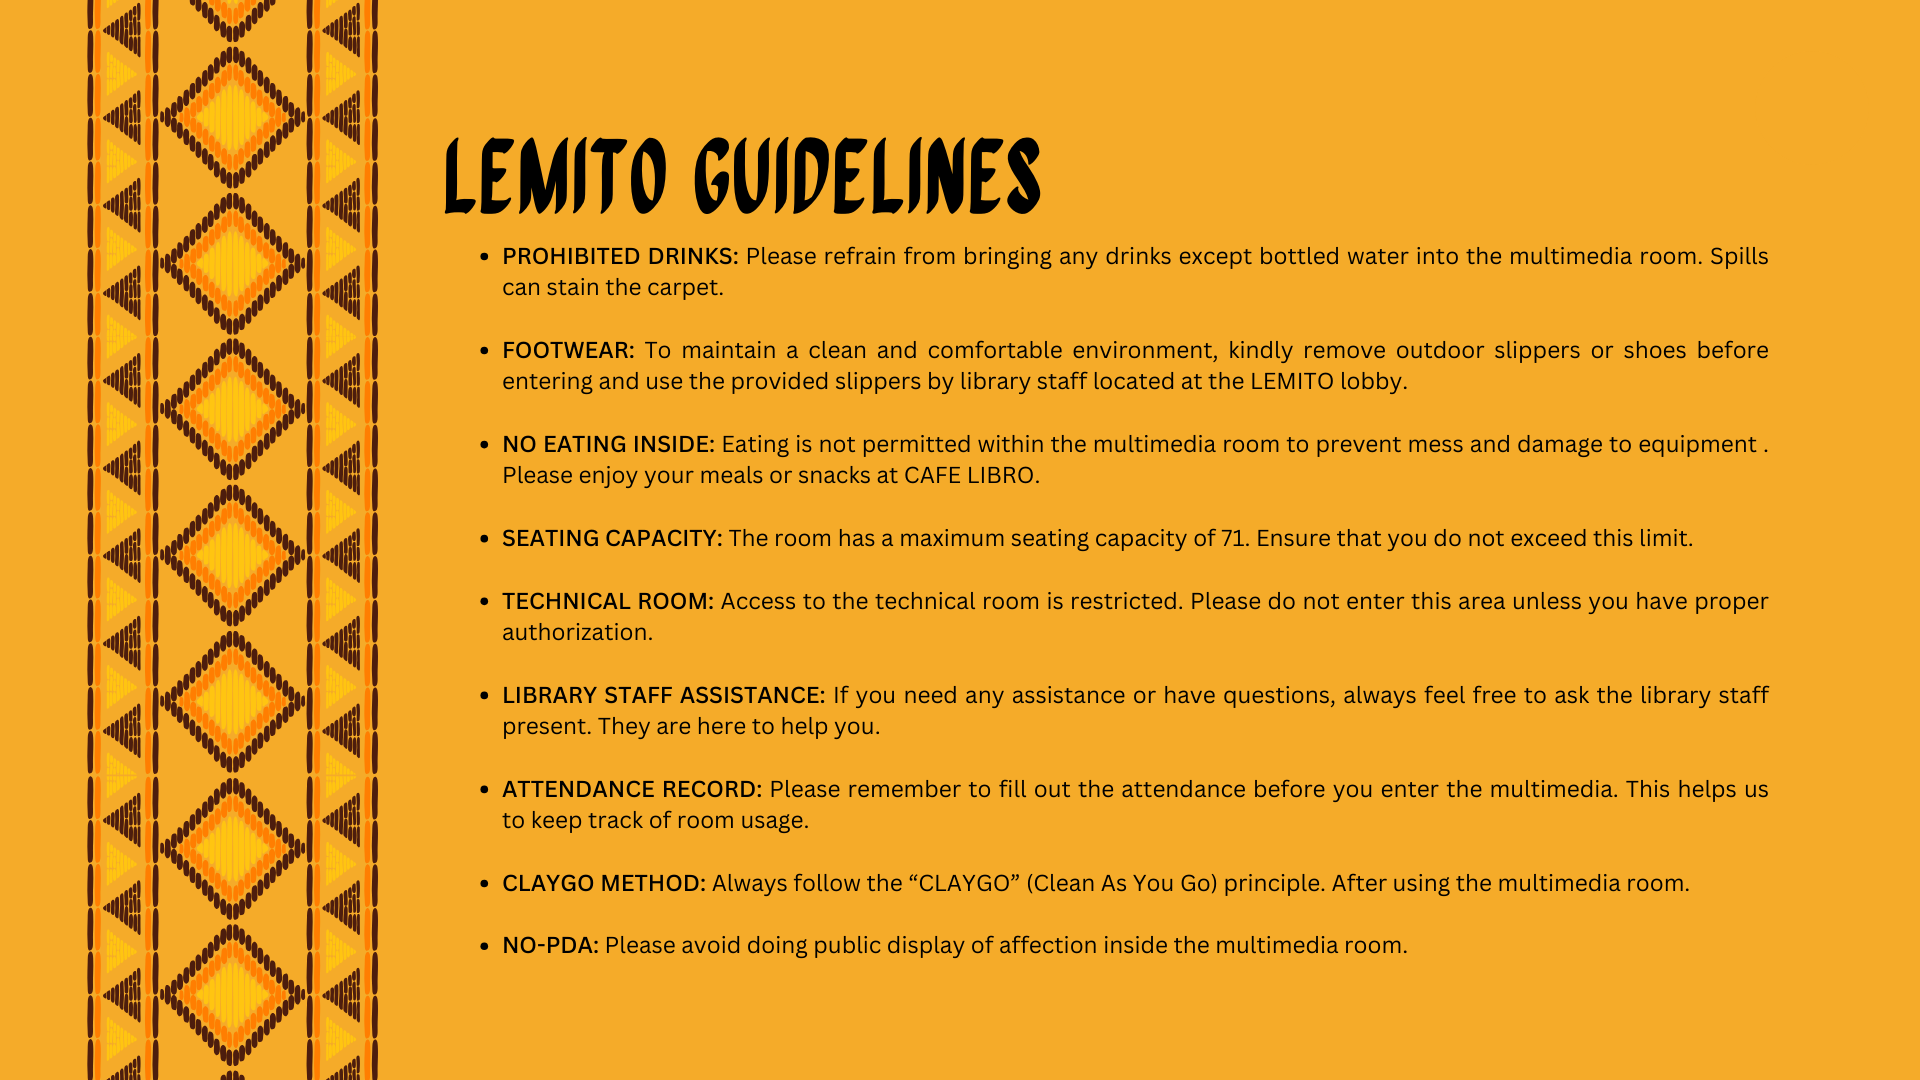 LEMITO GUIDELINES
• PROHIBITED DRINKS: Please refrain from bringing any drinks except bottled water into the multimedia room. Spills
can stain the carpet.
• FOOTWEAR: To maintain a clean and comfortable environment, kindly remove outdoor slippers or shoes before
entering and use the provided slippers by library staff located at the LEMITO lobby.
• NO EATING INSIDE: Eating is not permitted within the multimedia room to prevent mess and damage to equipment .
Please enjoy your meals or snacks at CAFE LIBRO.
• SEATING CAPACITY: The room has a maximum seating capacity of 71. Ensure that you do not exceed this limit.
• TECHNICAL ROOM: Access to the technical room is restricted. Please do not enter this area unless you have proper
authorization.
• LIBRARY STAFF ASSISTANCE: If you need any assistance or have questions, always feel free to ask the library staff
present. They are here to help you.
• ATTENDANCE RECORD: Please remember to fill out the attendance before you enter the multimedia. This helps us
to keep track of room usage.
• CLAYGO METHOD: Always follow the “CLAYGO” (Clean As You Go) principle. After using the multimedia room.
• NO-PDA: Please avoid doing public display of affection inside the multimedia room.